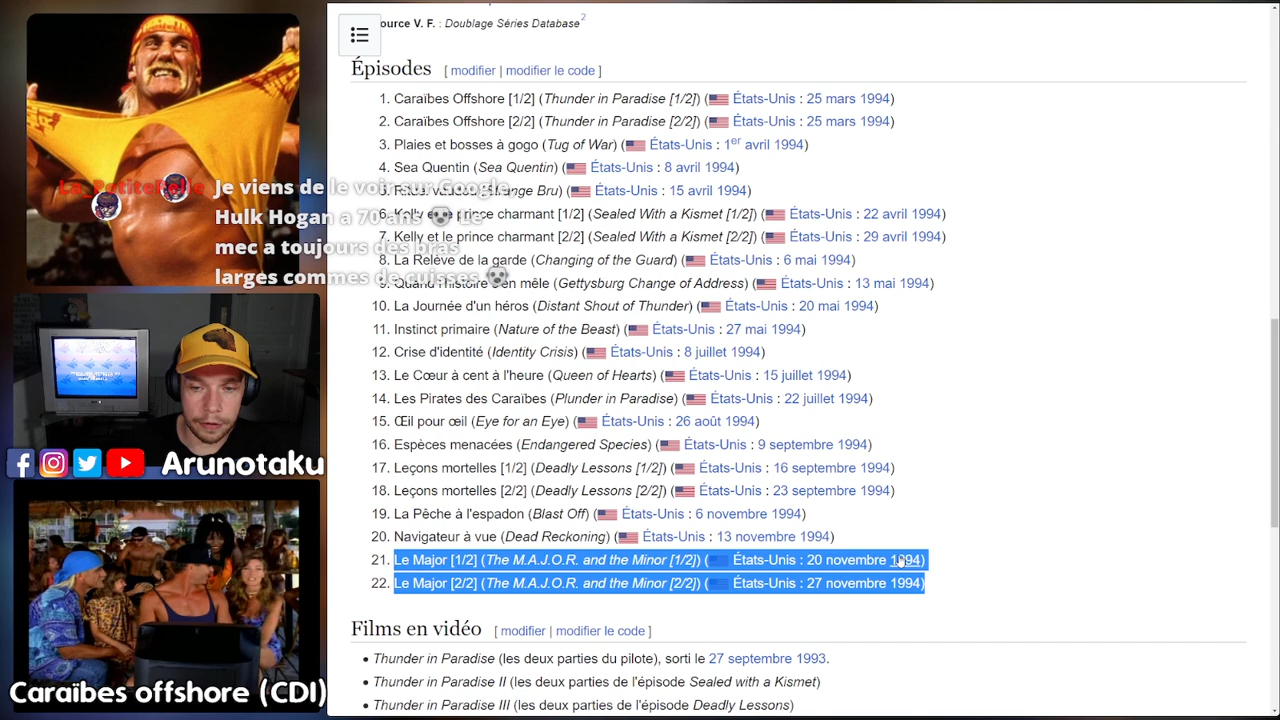 ource V. F. : Doublage Séries Database2
Épisodes [ modifier | modifier le code ]
1. Caraïbes Offshore [1/2] (Thunder in Paradise [1/2]) (États-Unis : 25 mars 1994)
2. Caraïbes Offshore [2/2] (Thunder in Paradise [2/2]) (États-Unis : 25 mars 1994)
3. Plaies et bosses à gogo (Tug of War) (États-Unis : 1er avril 1994)
4. Sea Quentin (Sea Quentin) (États-Unis : 8 avril 1994)
Bru) (États-Unis : 15 avril 1994)
6. Kelly et le prince charmant [1/2] (Sealed With a Kismet [1/2]) (États-Unis : 22 avril 1994)
7. Kelly et le prince charmant [2/2] (Sealed With a Kismet [2/2]) (États-Unis : 29 avril 1994)
8. La Relève de la garde (Changing of the Guard) (États-Unis : 6 mai 1994)
9. Quand l'histoire s'en mêle (Gettysburg Change of Address) (États-Unis : 13 mai 1994)
10. La Journée d'un héros (Distant Shout of Thunder) (États-Unis : 20 mai 1994)
11. Instinct primaire (Nature of the Beast) (États-Unis : 27 mai 1994)
12. Crise d'identité (Identity Crisis) (États-Unis : 8 juillet 1994)
13. Le Cœur à cent à l'heure (Queen of Hearts) (États-Unis : 15 juillet 1994)
14. Les Pirates des Caraïbes (Plunder in Paradise) (États-Unis : 22 juillet 1994)
15. Œil pour œil (Eye for an Eye) (États-Unis : 26 août 1994)
16. Espèces menacées (Endangered Species) (États-Unis : 9 septembre 1994)
17. Leçons mortelles [1/2] (Deadly Lessons [1/2]) (États-Unis : 16 septembre 1994)
18. Leçons mortelles [2/2] (Deadly Lessons [2/2]) (États-Unis : 23 septembre 1994)
19. La Pêche à l'espadon (Blast Off) (États-Unis : 6 novembre 1994)
20. Navigateur à vue (Dead Reckoning) (États-Unis : 13 novembre 1994)
21. Le Major [1/2] (The M.A.J.O.R. and the Minor [1/2]) (États-Unis : 20 novembre 1994)
22. Le Major [2/2] (The M.A.J.O.R. and the Minor [2/2]) (États-Unis : 27 novembre 1994)
Films en vidéo [ modifier | modifier le code ]
• Thunder in Paradise (les deux parties du pilote), sorti le 27 septembre 1993.
• Thunder in Paradise II (les deux parties de l'épisode Sealed with a Kismet)
• Thunder in Paradise III (les deux parties de l'épisode Deadly Lessons)
La_PetitePelle Je viens de le voir sur Google,
Hulk Hogan a 70 ans Le
mec a toujours des bras
larges commes de cuisses
Arunotaku
Caraïbes offshore (CDI)